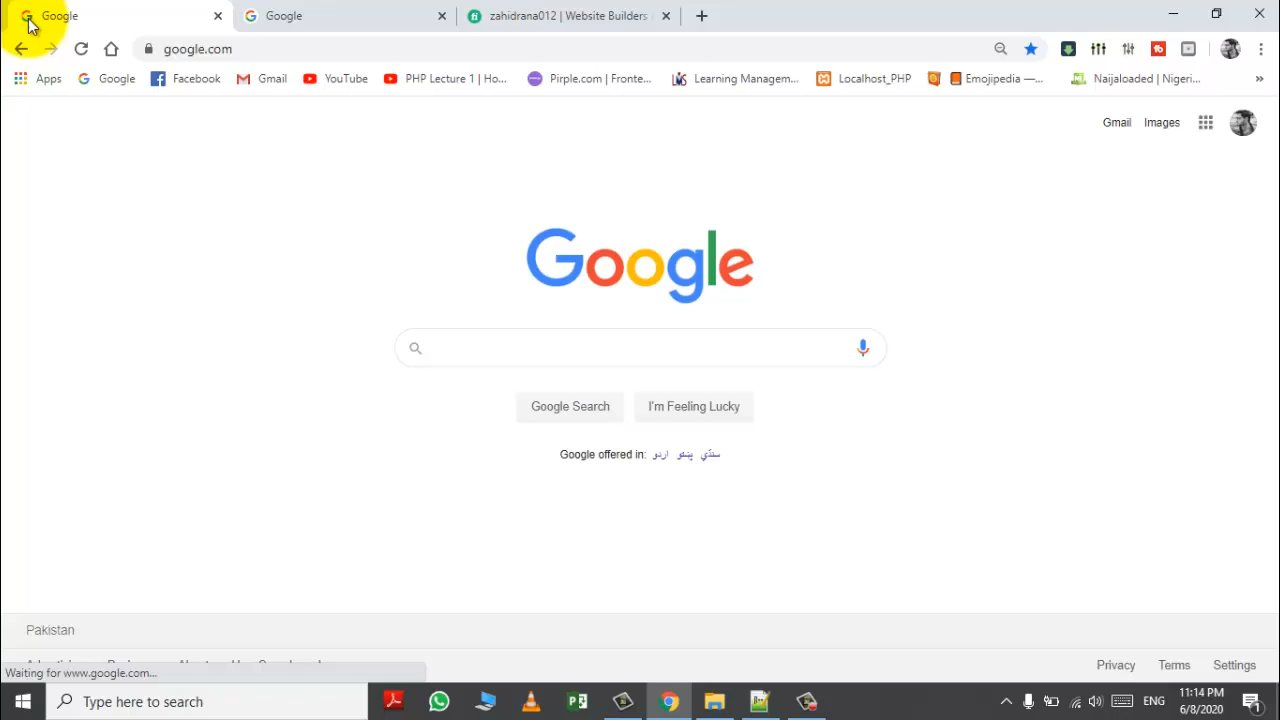 Google
Google
zahidrana012 | Website Builders
google.com
Apps
Google
Facebook
Gmail
YouTube
PHP Lecture 1 | Ho...
Pirple.com | Fronte...
Learning Managem...
Localhost_PHP
Emojipedia —...
Naijaloaded | Nigeri...
»
Gmail
Images
Google
Google Search
I'm Feeling Lucky
Google offered in: اردو پښتو سنڌي
Pakistan
Waiting for www.google.com...
Privacy
Terms
Settings
Type here to search
ENG
11:14 PM
6/8/2020